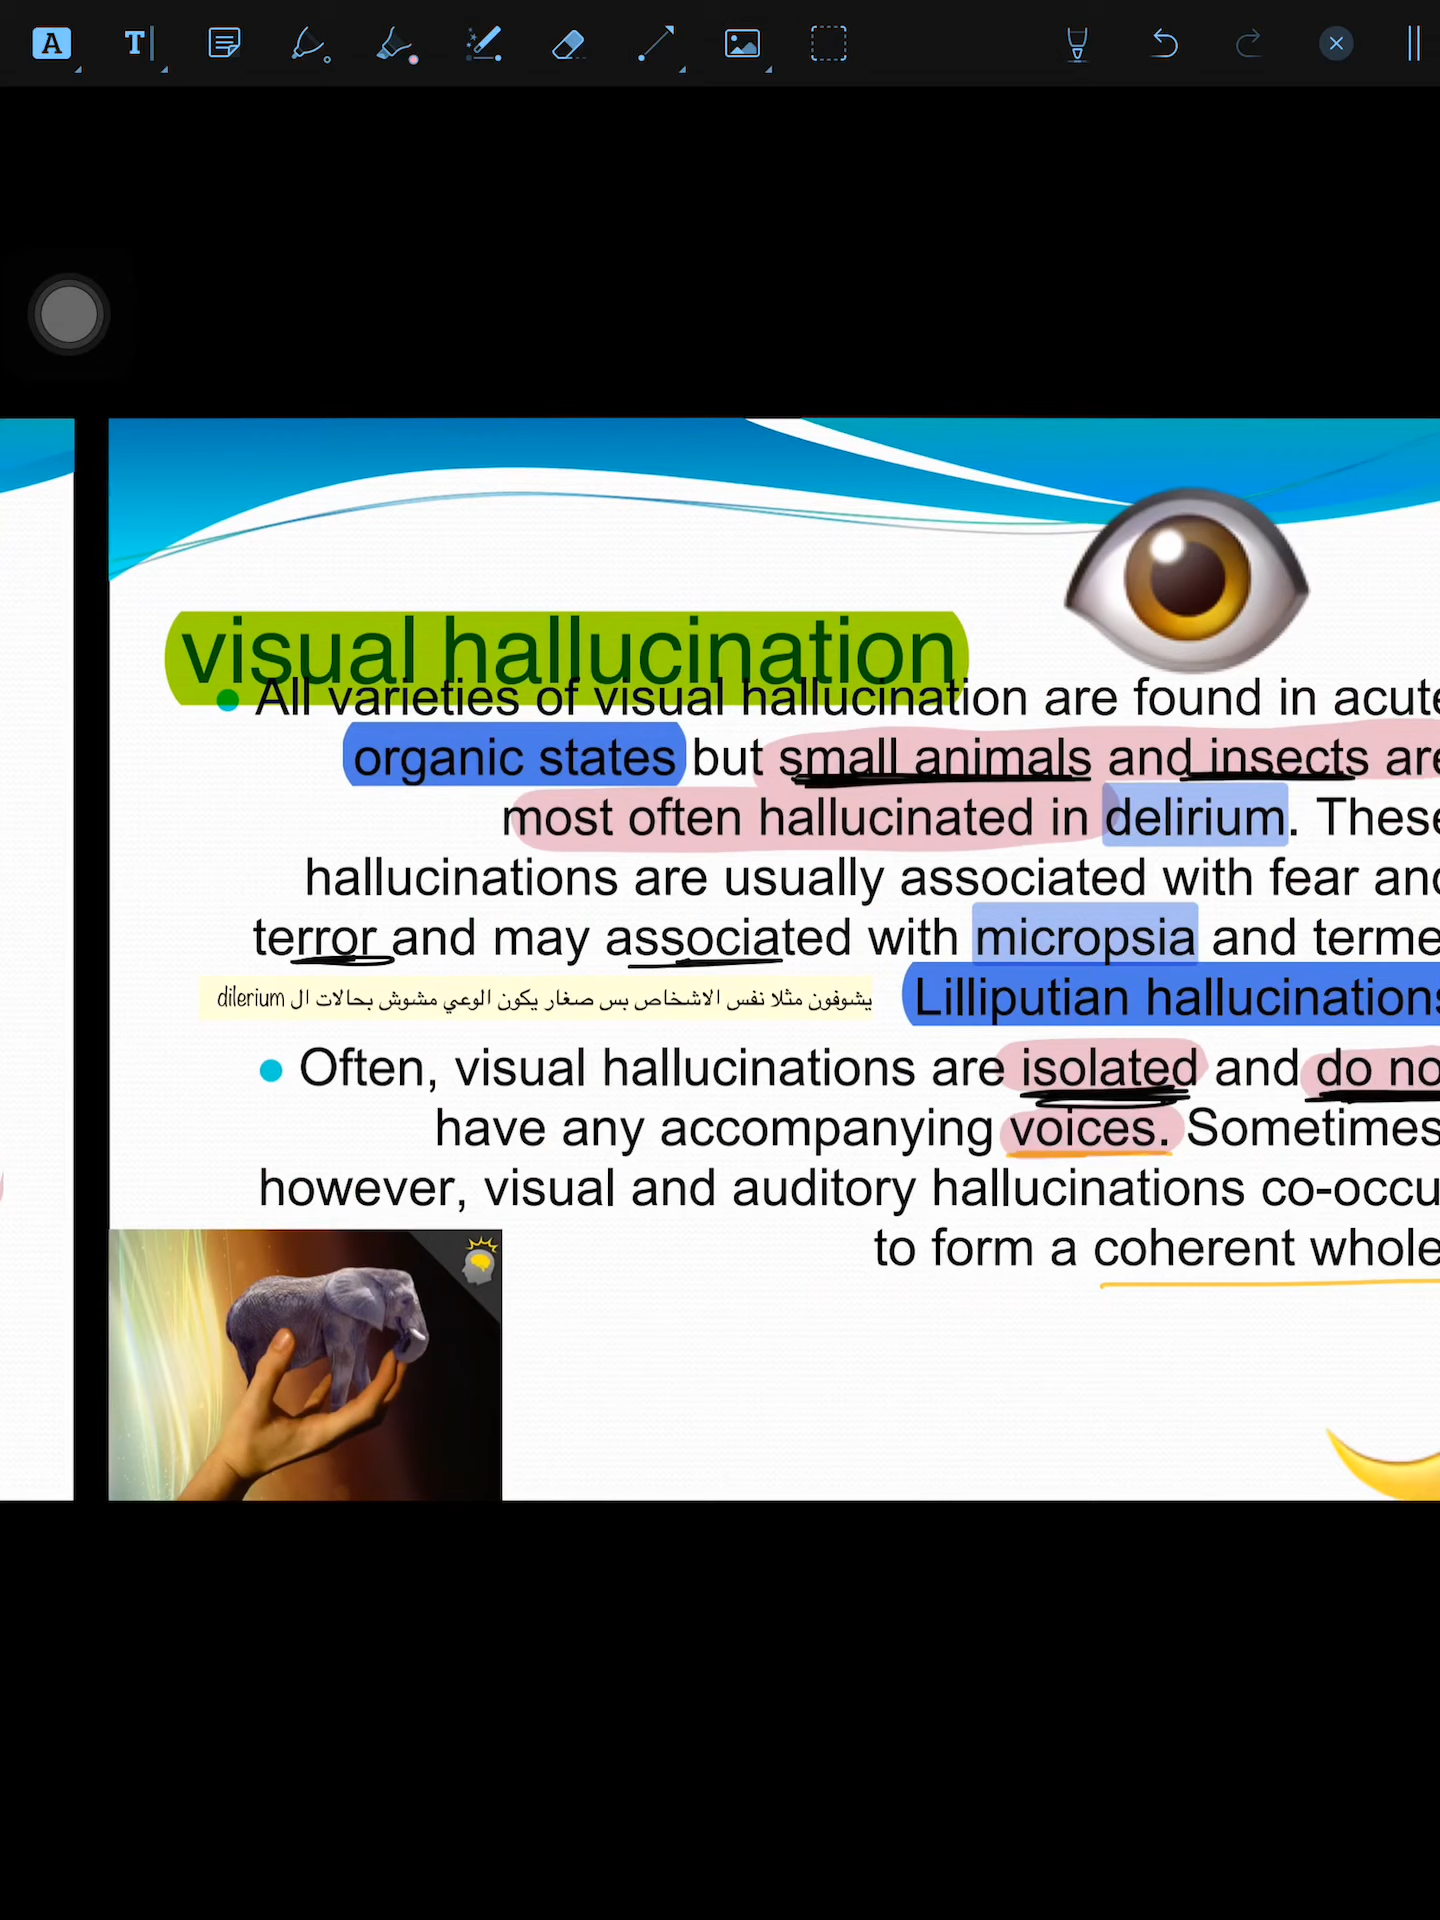 A
T
visual hallucination
All varieties of visual hallucination are found in acute
organic states but small animals and insects are
most often hallucinated in delirium. These
hallucinations are usually associated with fear and
terror and may associated with micropsia and terme
يشوفون مثلا نفس الاشخاص بس صغار يكون الوعي مشوش بحالات ال dilerium
Lilliputian hallucinations
Often, visual hallucinations are isolated and do no
have any accompanying voices. Sometimes
however, visual and auditory hallucinations co-occu
to form a coherent whole